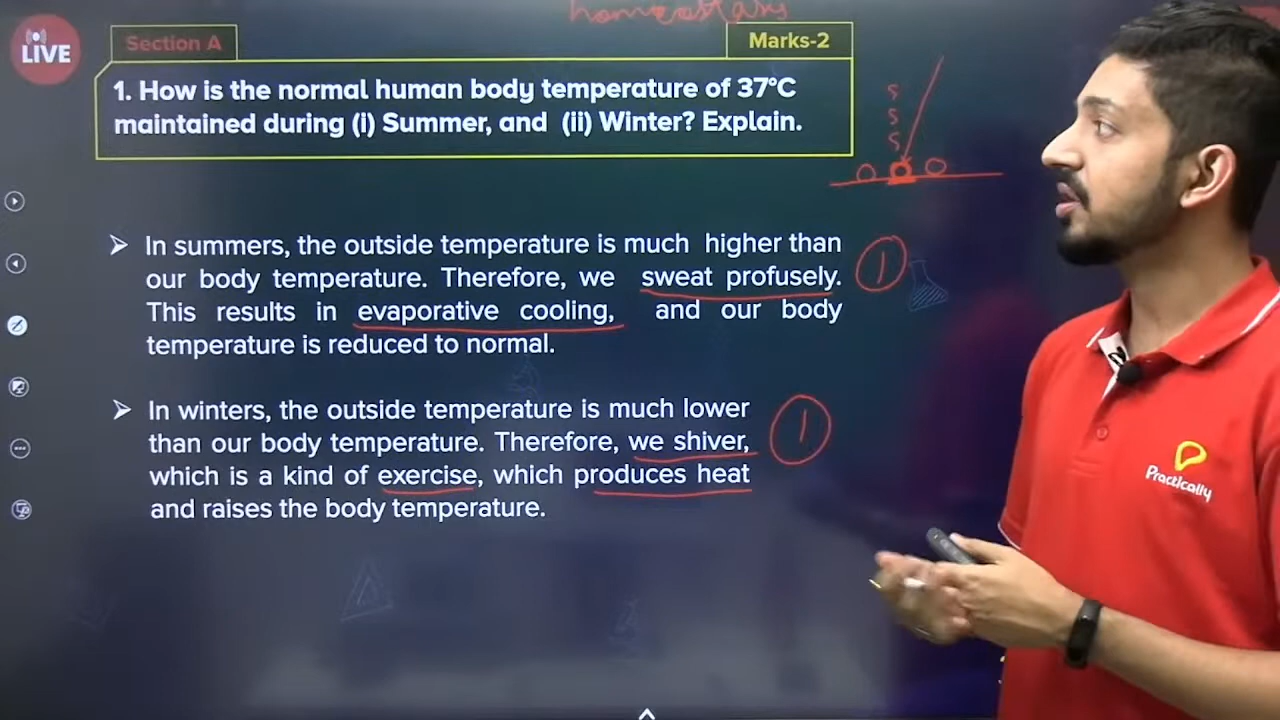 homeostasis
LIVE
Section A
Marks-2
1. How is the normal human body temperature of 37°C
maintained during (i) Summer, and (ii) Winter? Explain.
S
S
S
➢ In summers, the outside temperature is much higher than
our body temperature. Therefore, we sweat profusely.
This results in evaporative cooling, and our body
temperature is reduced to normal.
1
➢ In winters, the outside temperature is much lower
than our body temperature. Therefore, we shiver,
which is a kind of exercise, which produces heat
and raises the body temperature.
1
Practically